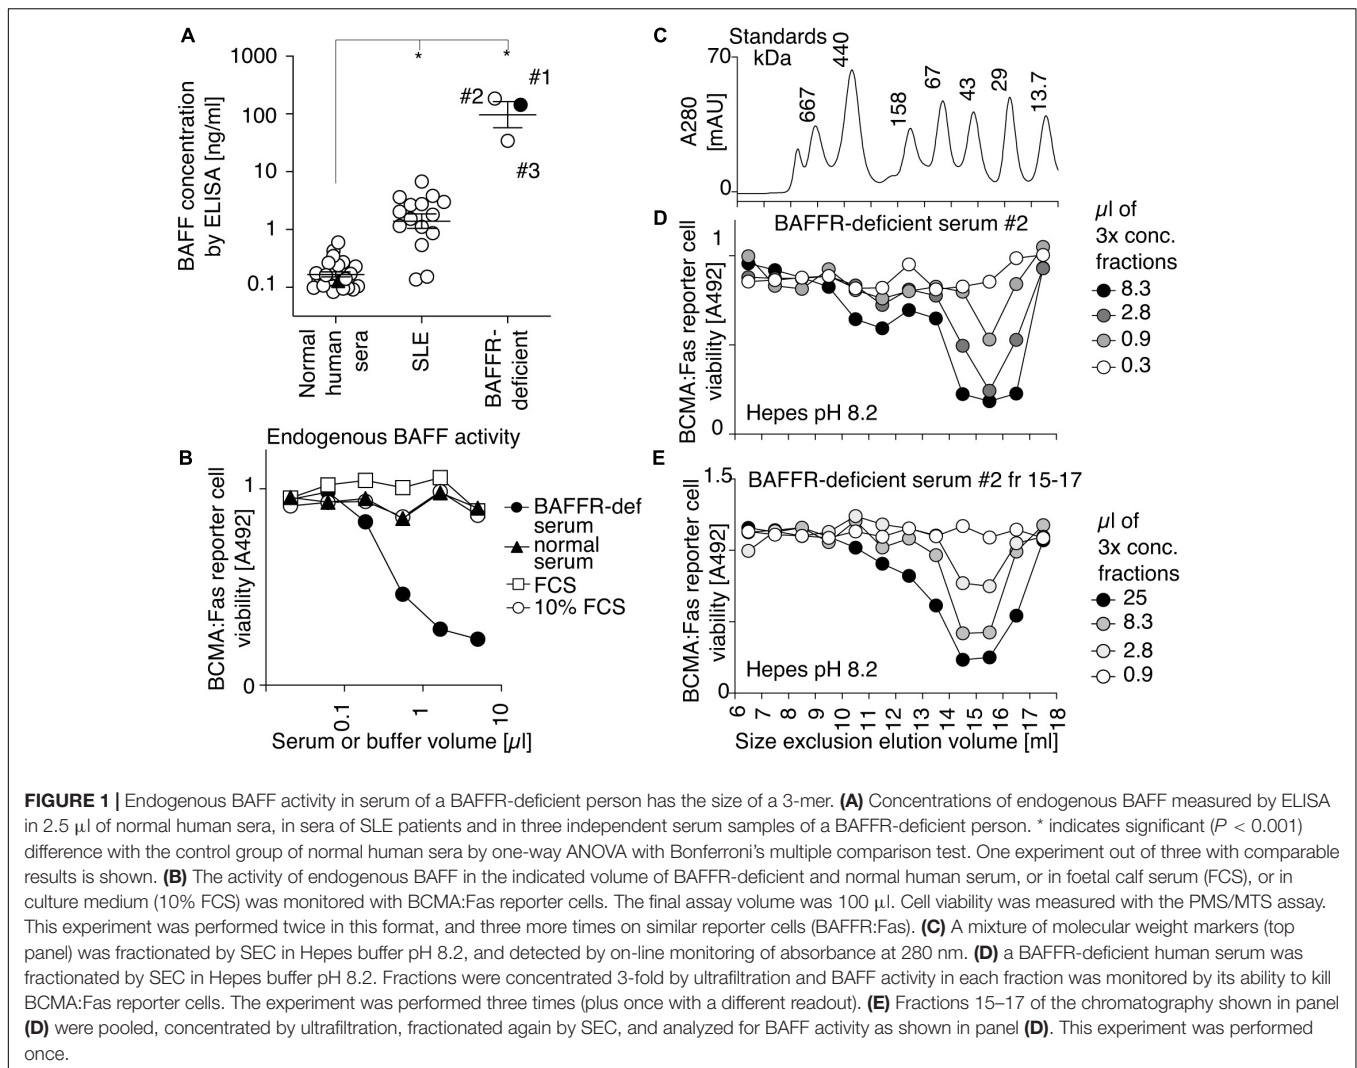 A
BAFF concentration
by ELISA [ng/ml]
1000
100
10
1
0.1
*
*
#1
#2
#3
Normal
human
sera
SLE
BAFFR-
deficient
B
Endogenous BAFF activity
BCMA:Fas reporter cell
viability [A492]
1
0
0.1
1
10
Serum or buffer volume [µl]
BAFFR-def
serum
normal
serum
FCS
10% FCS
C
Standards
kDa
A280
[mAU]
70
0
667
440
158
67
43
29
13.7
D
BAFFR-deficient serum #2
BCMA:Fas reporter cell
viability [A492]
1
0
Hepes pH 8.2
µl of
3x conc.
fractions
8.3
2.8
0.9
0.3
E
BAFFR-deficient serum #2 fr 15-17
BCMA:Fas reporter cell
viability [A492]
1.5
0
Hepes pH 8.2
µl of
3x conc.
fractions
25
8.3
2.8
0.9
6 7 8 9 10 11 12 13 14 15 16 17 18
Size exclusion elution volume [ml]
FIGURE 1 | Endogenous BAFF activity in serum of a BAFFR-deficient person has the size of a 3-mer. (A) Concentrations of endogenous BAFF measured by ELISA
in 2.5 µl of normal human sera, in sera of SLE patients and in three independent serum samples of a BAFFR-deficient person. * indicates significant (P < 0.001)
difference with the control group of normal human sera by one-way ANOVA with Bonferroni's multiple comparison test. One experiment out of three with comparable
results is shown. (B) The activity of endogenous BAFF in the indicated volume of BAFFR-deficient and normal human serum, or in foetal calf serum (FCS), or in
culture medium (10% FCS) was monitored with BCMA:Fas reporter cells. The final assay volume was 100 µl. Cell viability was measured with the PMS/MTS assay.
This experiment was performed twice in this format, and three more times on similar reporter cells (BAFFR:Fas). (C) A mixture of molecular weight markers (top
panel) was fractionated by SEC in Hepes buffer pH 8.2, and detected by on-line monitoring of absorbance at 280 nm. (D) a BAFFR-deficient human serum was
fractionated by SEC in Hepes buffer pH 8.2. Fractions were concentrated 3-fold by ultrafiltration and BAFF activity in each fraction was monitored by its ability to kill
BCMA:Fas reporter cells. The experiment was performed three times (plus once with a different readout). (E) Fractions 15–17 of the chromatography shown in panel
(D) were pooled, concentrated by ultrafiltration, fractionated again by SEC, and analyzed for BAFF activity as shown in panel (D). This experiment was performed
once.